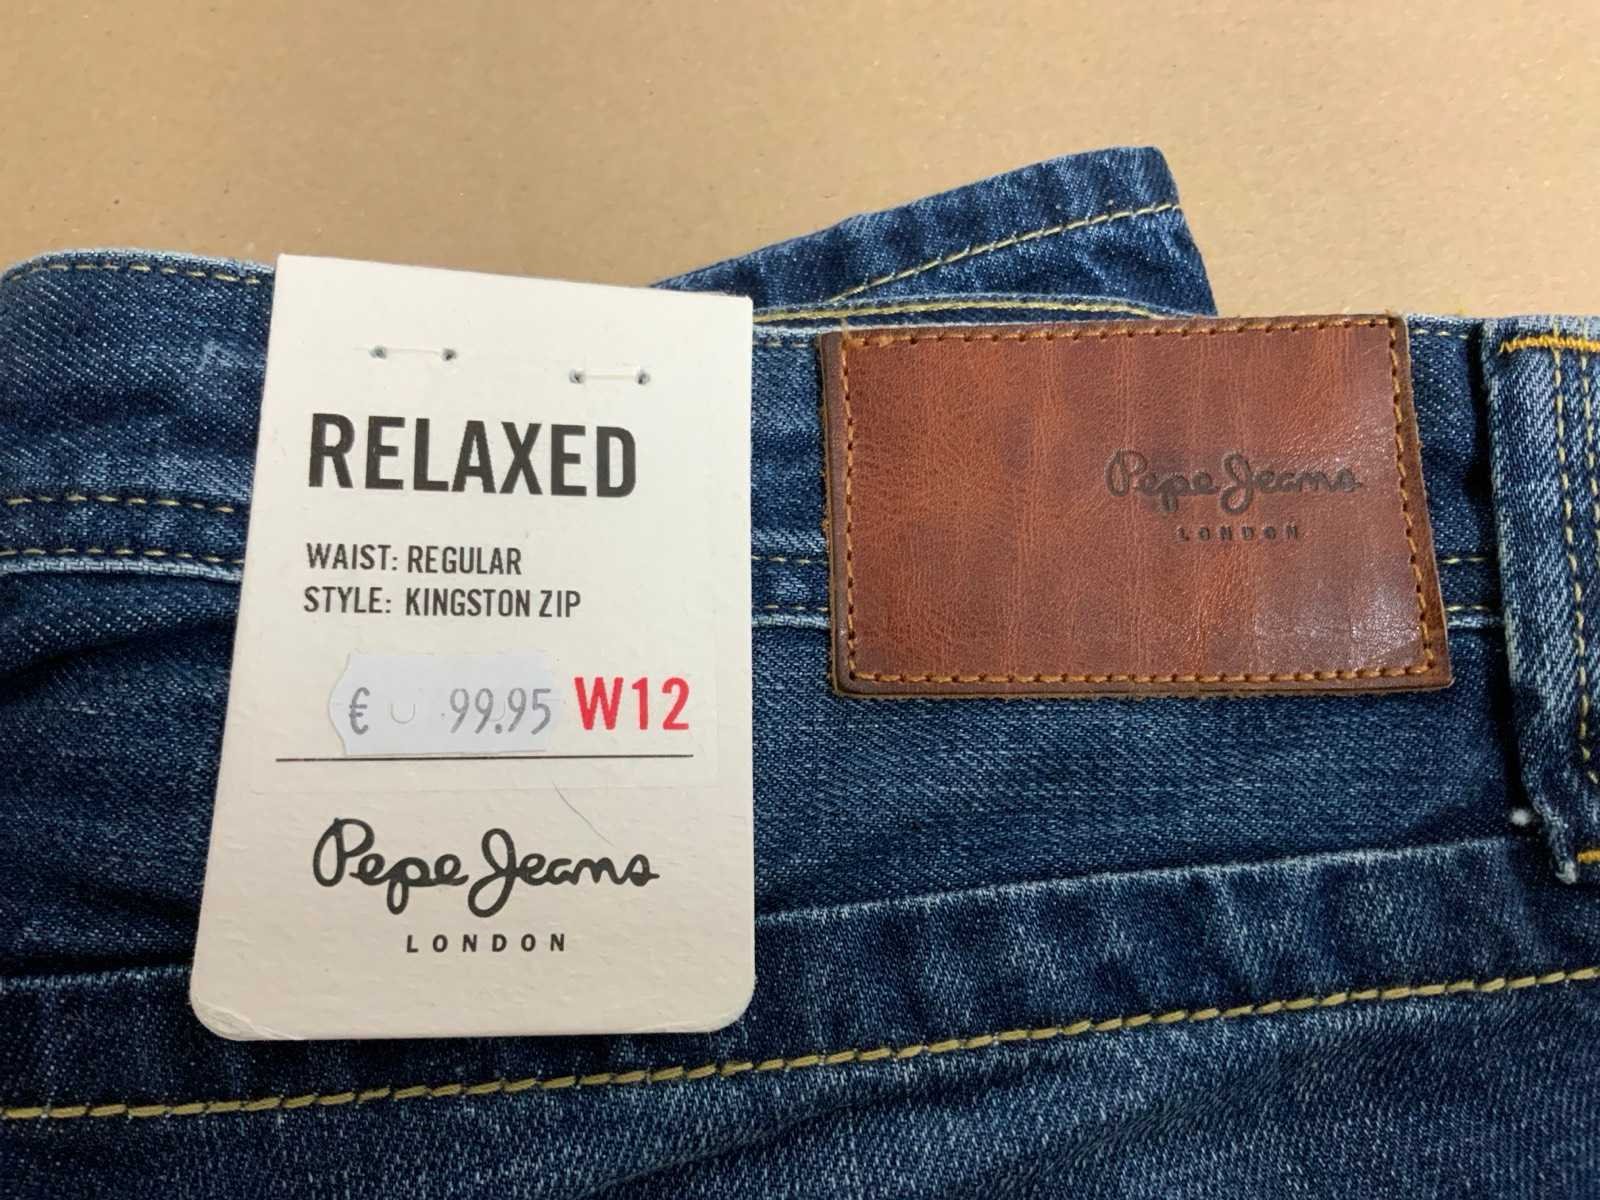 RELAXED
WAIST: REGULAR
STYLE: KINGSTON ZIP
€ 99.95 W12
Pepe Jeans
LONDON
Pepe Jeans
LONDON